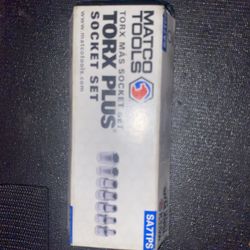 MATCO
TOOLS
TORX MAS SOCKET SET
TORX PLUS
SOCKET SET
www.matcotools.com
SA7TPS